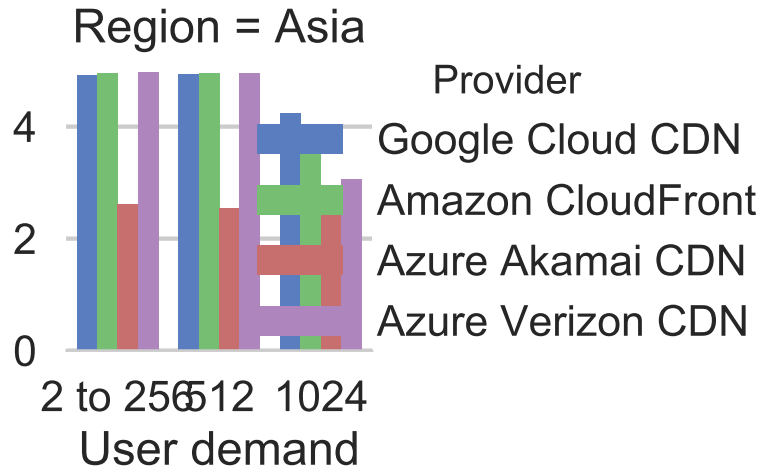 Region = Asia
Provider
4
Google Cloud CDN
Amazon CloudFront
2
Azure Akamai CDN
Azure Verizon CDN
0
2 to 256 512 1024
User demand